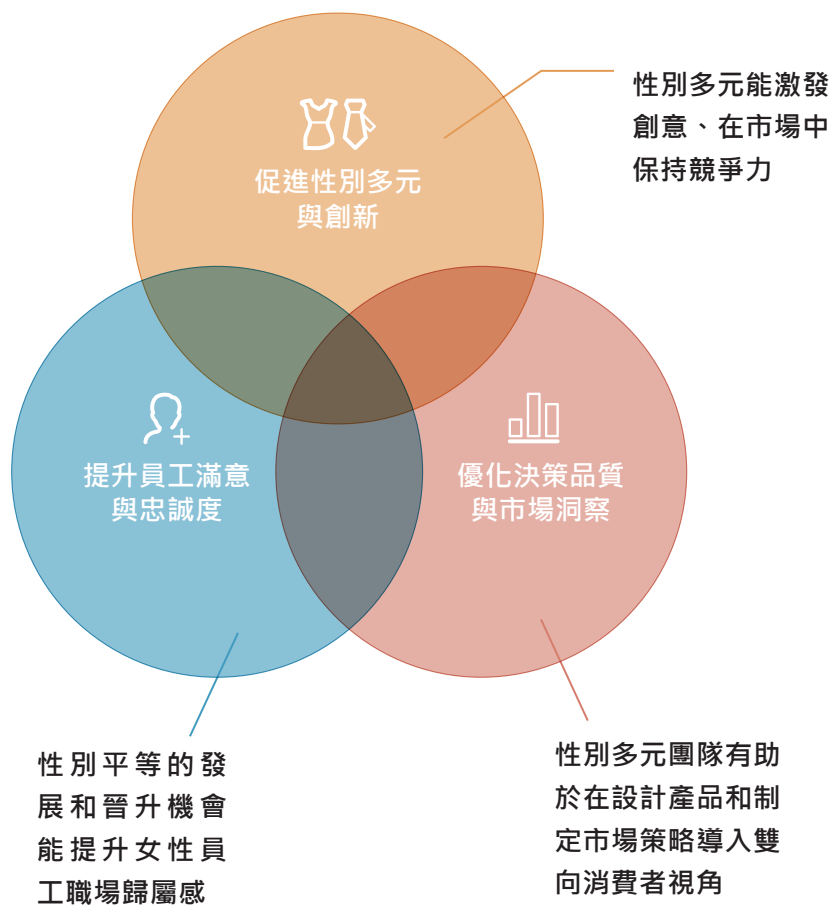 性別多元能激發
創意、在市場中
保持競爭力
促進性別多元
與創新
提升員工滿意
與忠誠度
優化決策品質
與市場洞察
性別平等的發
展和晉升機會
能提升女性員
工職場歸屬感
性別多元團隊有助
於在設計產品和制
定市場策略導入雙
向消費者視角